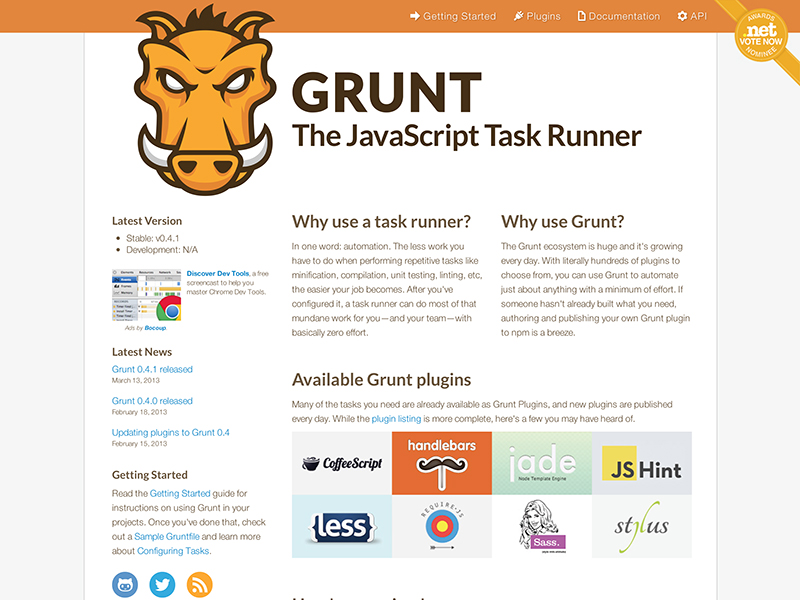 Getting Started
Plugins
Documentation
API
AWARDS
.net
VOTE NOW
NOMINEE
GRUNT
The JavaScript Task Runner
Latest Version
Stable: v0.4.1
Development: N/A
Discover Dev Tools, a free
screencast to help you
master Chrome Dev Tools.
Ads by Bocoup.
Latest News
Grunt 0.4.1 released
March 13, 2013
Grunt 0.4.0 released
February 18, 2013
Updating plugins to Grunt 0.4
February 15, 2013
Getting Started
Read the Getting Started guide for
instructions on using Grunt in your
projects. Once you've done that, check
out a Sample Gruntfile and learn more
about Configuring Tasks.
Why use a task runner?
In one word: automation. The less work you
have to do when performing repetitive tasks like
minification, compilation, unit testing, linting, etc,
the easier your job becomes. After you've
configured it, a task runner can do most of that
mundane work for you—and your team—with
basically zero effort.
Why use Grunt?
The Grunt ecosystem is huge and it's growing
every day. With literally hundreds of plugins to
choose from, you can use Grunt to automate
just about anything with a minimum of effort. If
someone hasn't already built what you need,
authoring and publishing your own Grunt plugin
to npm is a breeze.
Available Grunt plugins
Many of the tasks you need are already available as Grunt Plugins, and new plugins are published
every day. While the plugin listing is more complete, here's a few you may have heard of.
CoffeeScript
handlebars
jade
Node Template Engine
JSHint
{less}
REQUIRE-JS
Sass.
stylus